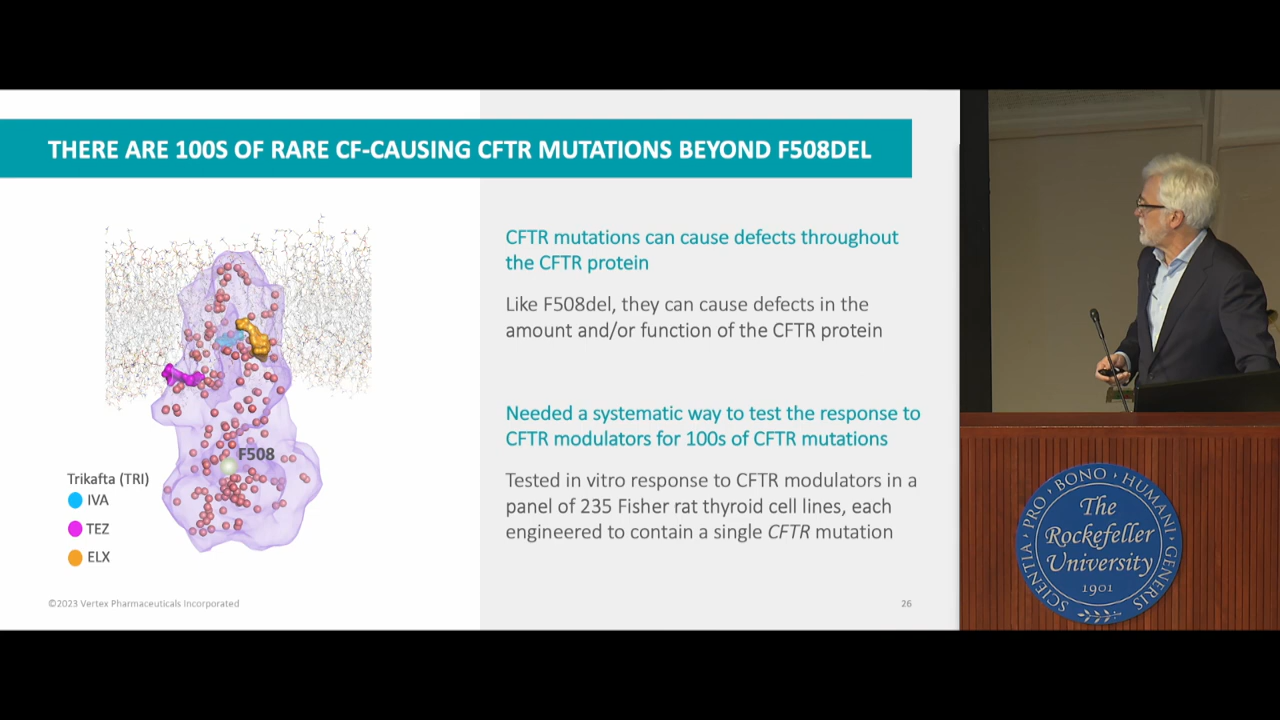 THERE ARE 100S OF RARE CF-CAUSING CFTR MUTATIONS BEYOND F508DEL
CFTR mutations can cause defects throughout
the CFTR protein
Like F508del, they can cause defects in the
amount and/or function of the CFTR protein
Needed a systematic way to test the response to
CFTR modulators for 100s of CFTR mutations
Tested in vitro response to CFTR modulators in a
panel of 235 Fisher rat thyroid cell lines, each
engineered to contain a single CFTR mutation
F508
Trikafta (TRI)
IVA
TEZ
ELX
©2023 Vertex Pharmaceuticals Incorporated
26
SCIENTIA · PRO · BONO · HUMANI · GENERIS
The
Rockefeller
University
1901